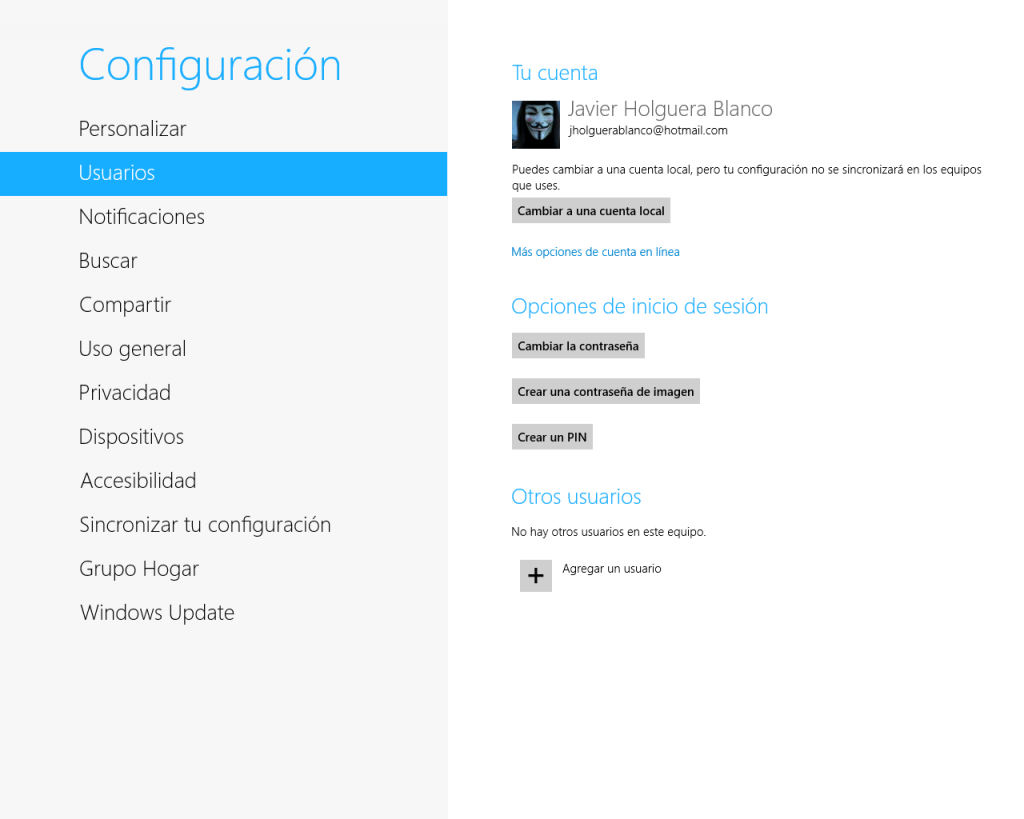 Configuración
Personalizar
Usuarios
Notificaciones
Buscar
Compartir
Uso general
Privacidad
Dispositivos
Accesibilidad
Sincronizar tu configuración
Grupo Hogar
Windows Update
Tu cuenta
Javier Holguera Blanco
jholguerablanco@hotmail.com
Puedes cambiar a una cuenta local, pero tu configuración no se sincronizará en los equipos
que uses.
Cambiar a una cuenta local
Más opciones de cuenta en línea
Opciones de inicio de sesión
Cambiar la contraseña
Crear una contraseña de imagen
Crear un PIN
Otros usuarios
No hay otros usuarios en este equipo.
Agregar un usuario